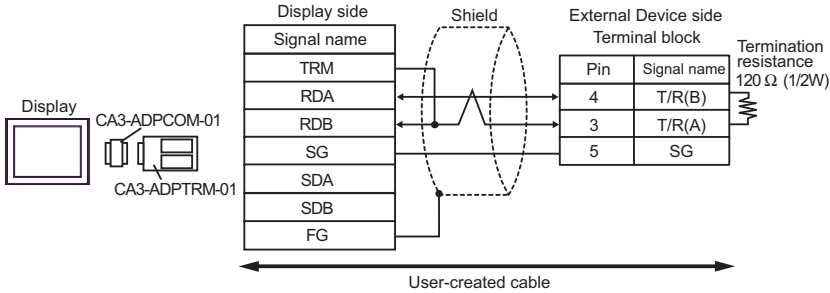 Display side
Signal name
TRM
RDA
RDB
SG
SDA
SDB
FG
Shield
External Device side
Terminal block
Pin Signal name
4 T/R(B)
3 T/R(A)
5 SG
Termination
resistance
120 Ω (1/2W)
Display
CA3-ADPCOM-01
CA3-ADPTRM-01
User-created cable